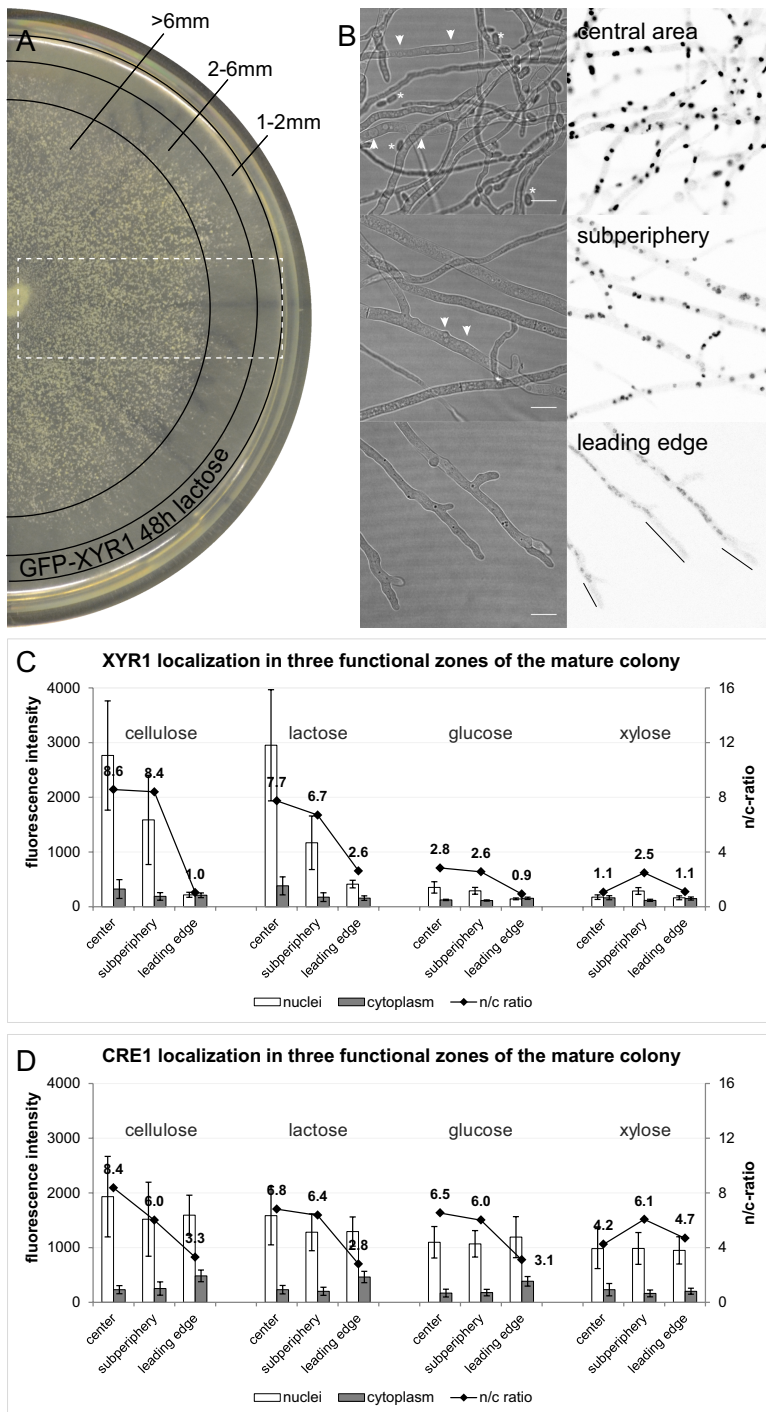 A
>6mm
2-6mm
1-2mm
GFP-XYR1 48h lactose
B
central area
*
*
*
*
subperiphery
leading edge
C
XYR1 localization in three functional zones of the mature colony
fluorescence intensity
4000
3000
2000
1000
0
cellulose
lactose
glucose
xylose
8.6
8.4
1.0
7.7
6.7
2.6
2.8
2.6
0.9
1.1
2.5
1.1
16
12
8
4
0
n/c-ratio
center
subperiphery
leading edge
center
subperiphery
leading edge
center
subperiphery
leading edge
center
subperiphery
leading edge
nuclei
cytoplasm
n/c ratio
D
CRE1 localization in three functional zones of the mature colony
fluorescence intensity
4000
3000
2000
1000
0
cellulose
lactose
glucose
xylose
8.4
6.0
3.3
6.8
6.4
2.8
6.5
6.0
3.1
4.2
6.1
4.7
16
12
8
4
0
n/c-ratio
center
subperiphery
leading edge
center
subperiphery
leading edge
center
subperiphery
leading edge
center
subperiphery
leading edge
nuclei
cytoplasm
n/c ratio